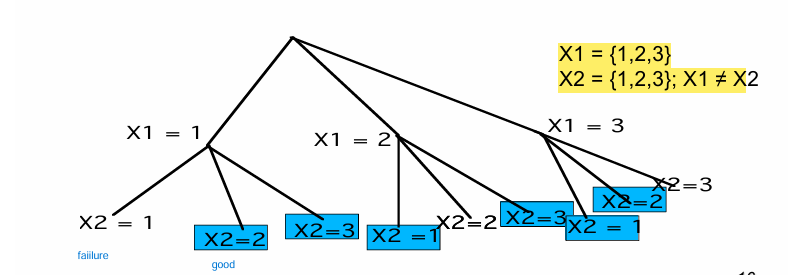 X1 = {1,2,3}
X2 = {1,2,3}; X1 ≠ X2
X1 = 1
X1 = 2
X1 = 3
X2 = 1
X2=2
X2=3
X2 =1
X2=2
X2=3
X2 = 1
X2=2
X2=3
faiilure
good